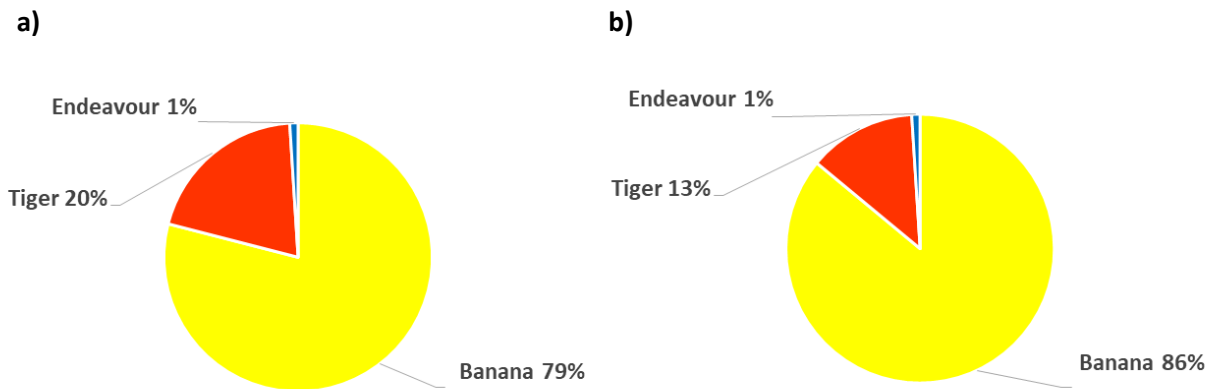 a)
Endeavour 1%
Tiger 20%
Banana 79%
b)
Endeavour 1%
Tiger 13%
Banana 86%